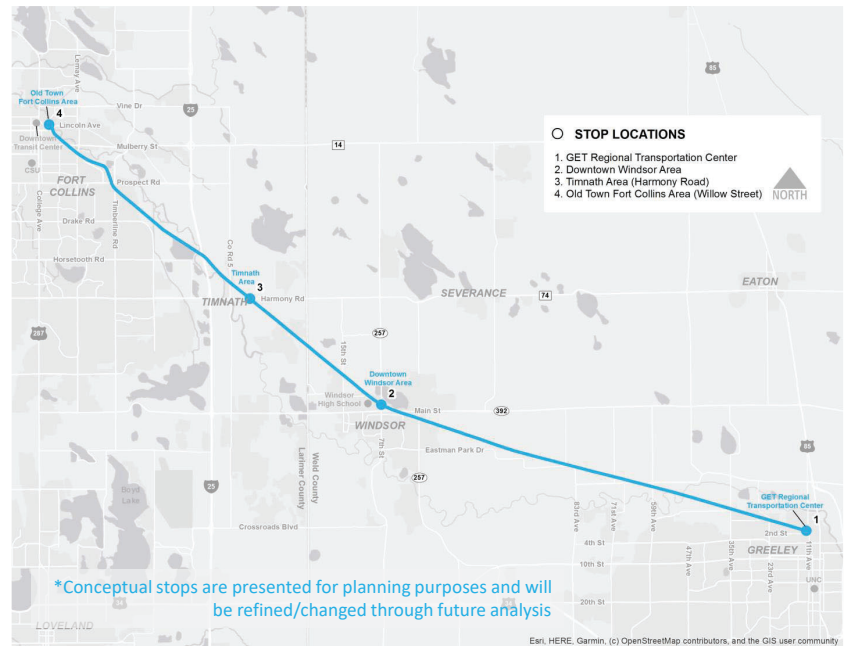 Lemay Ave
Old Town
Fort Collins Area
4
Vine Dr
25
85
Lincoln Ave
Downtown
Transit Center
Mulberry St
14
CSU
FORT
COLLINS
Prospect Rd
College Ave
Timberline Rd
Drake Rd
Horsetooth Rd
Co Rd 5
STOP LOCATIONS
1. GET Regional Transportation Center
2. Downtown Windsor Area
3. Timnath Area (Harmony Road)
4. Old Town Fort Collins Area (Willow Street)
NORTH
Timnath
Area
3
TIMNATH
Harmony Rd
SEVERANCE
74
EATON
287
257
15th St
Downtown
Windsor Area
2
Windsor
High School
Main St
392
WINDSOR
7th St
Eastman Park Dr
85
Weld County
Larimer County
257
25
Boyd
Lake
Crossroads Blvd
GET Regional
Transportation Center
1
83rd Ave
71st Ave
59th Ave
47th Ave
35th Ave
23rd Ave
11th Ave
2nd St
4th St
GREELEY
10th St
UNC
20th St
34
*Conceptual stops are presented for planning purposes and will
be refined/changed through future analysis
LOVELAND
Esri, HERE, Garmin, (c) OpenStreetMap contributors, and the GIS user community